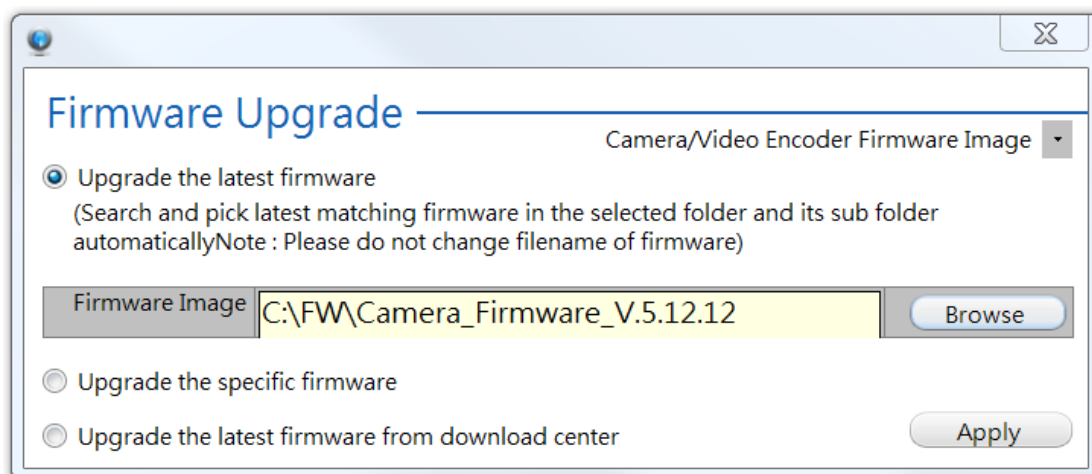 Firmware Upgrade
Camera/Video Encoder Firmware Image
Upgrade the latest firmware
(Search and pick latest matching firmware in the selected folder and its sub folder
automaticallyNote : Please do not change filename of firmware)
Firmware Image C:\FW\Camera_Firmware_V.5.12.12 Browse
Upgrade the specific firmware
Upgrade the latest firmware from download center
Apply